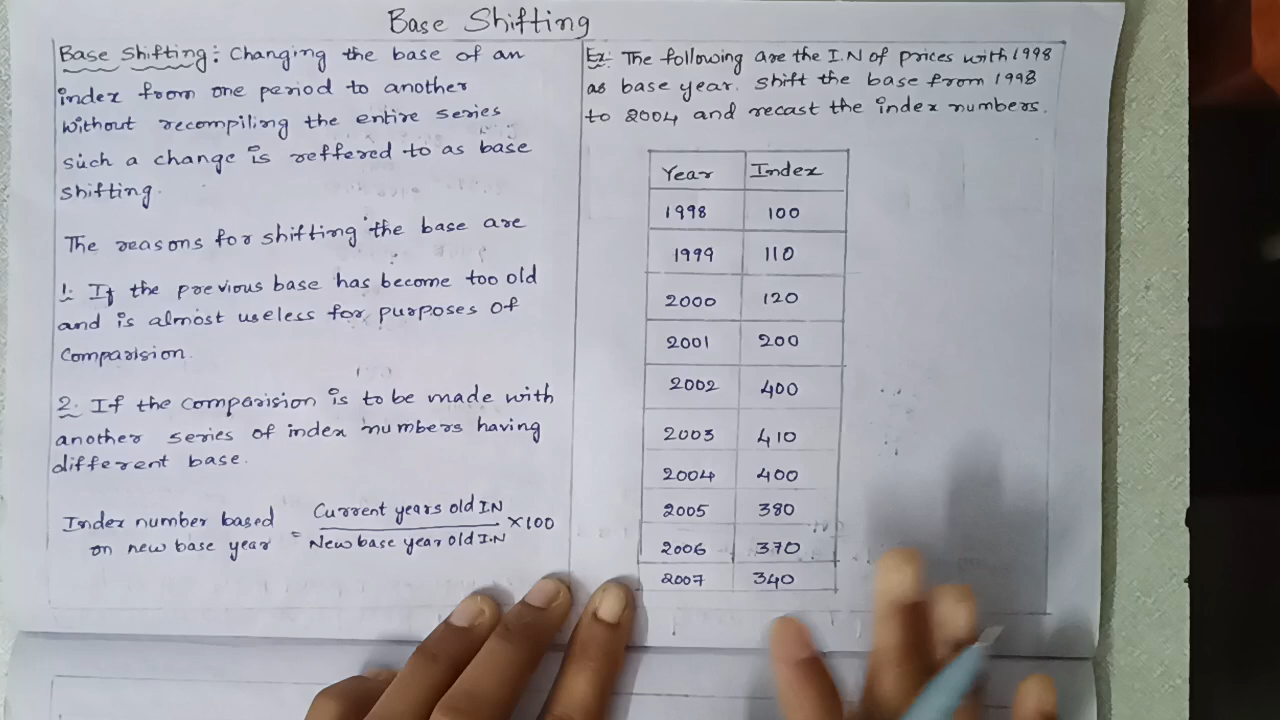 Base Shifting
Base Shifting: Changing the base of an
index from one period to another
without recompiling the entire series
such a change is reffered to as base
shifting.
The reasons for shifting the base are
1. If the previous base has become too old
and is almost useless for purposes of
Comparision.
2. If the comparision is to be made with
another series of index numbers having
different base.
Index number based on new base year = Current years old IN / New base year old I.N × 100
Ex: The following are the I.N of prices with 1998
as base year. Shift the base from 1998
to 2004 and recast the index numbers.
Year Index
1998 100
1999 110
2000 120
2001 200
2002 400
2003 410
2004 400
2005 380
2006 370
2007 340